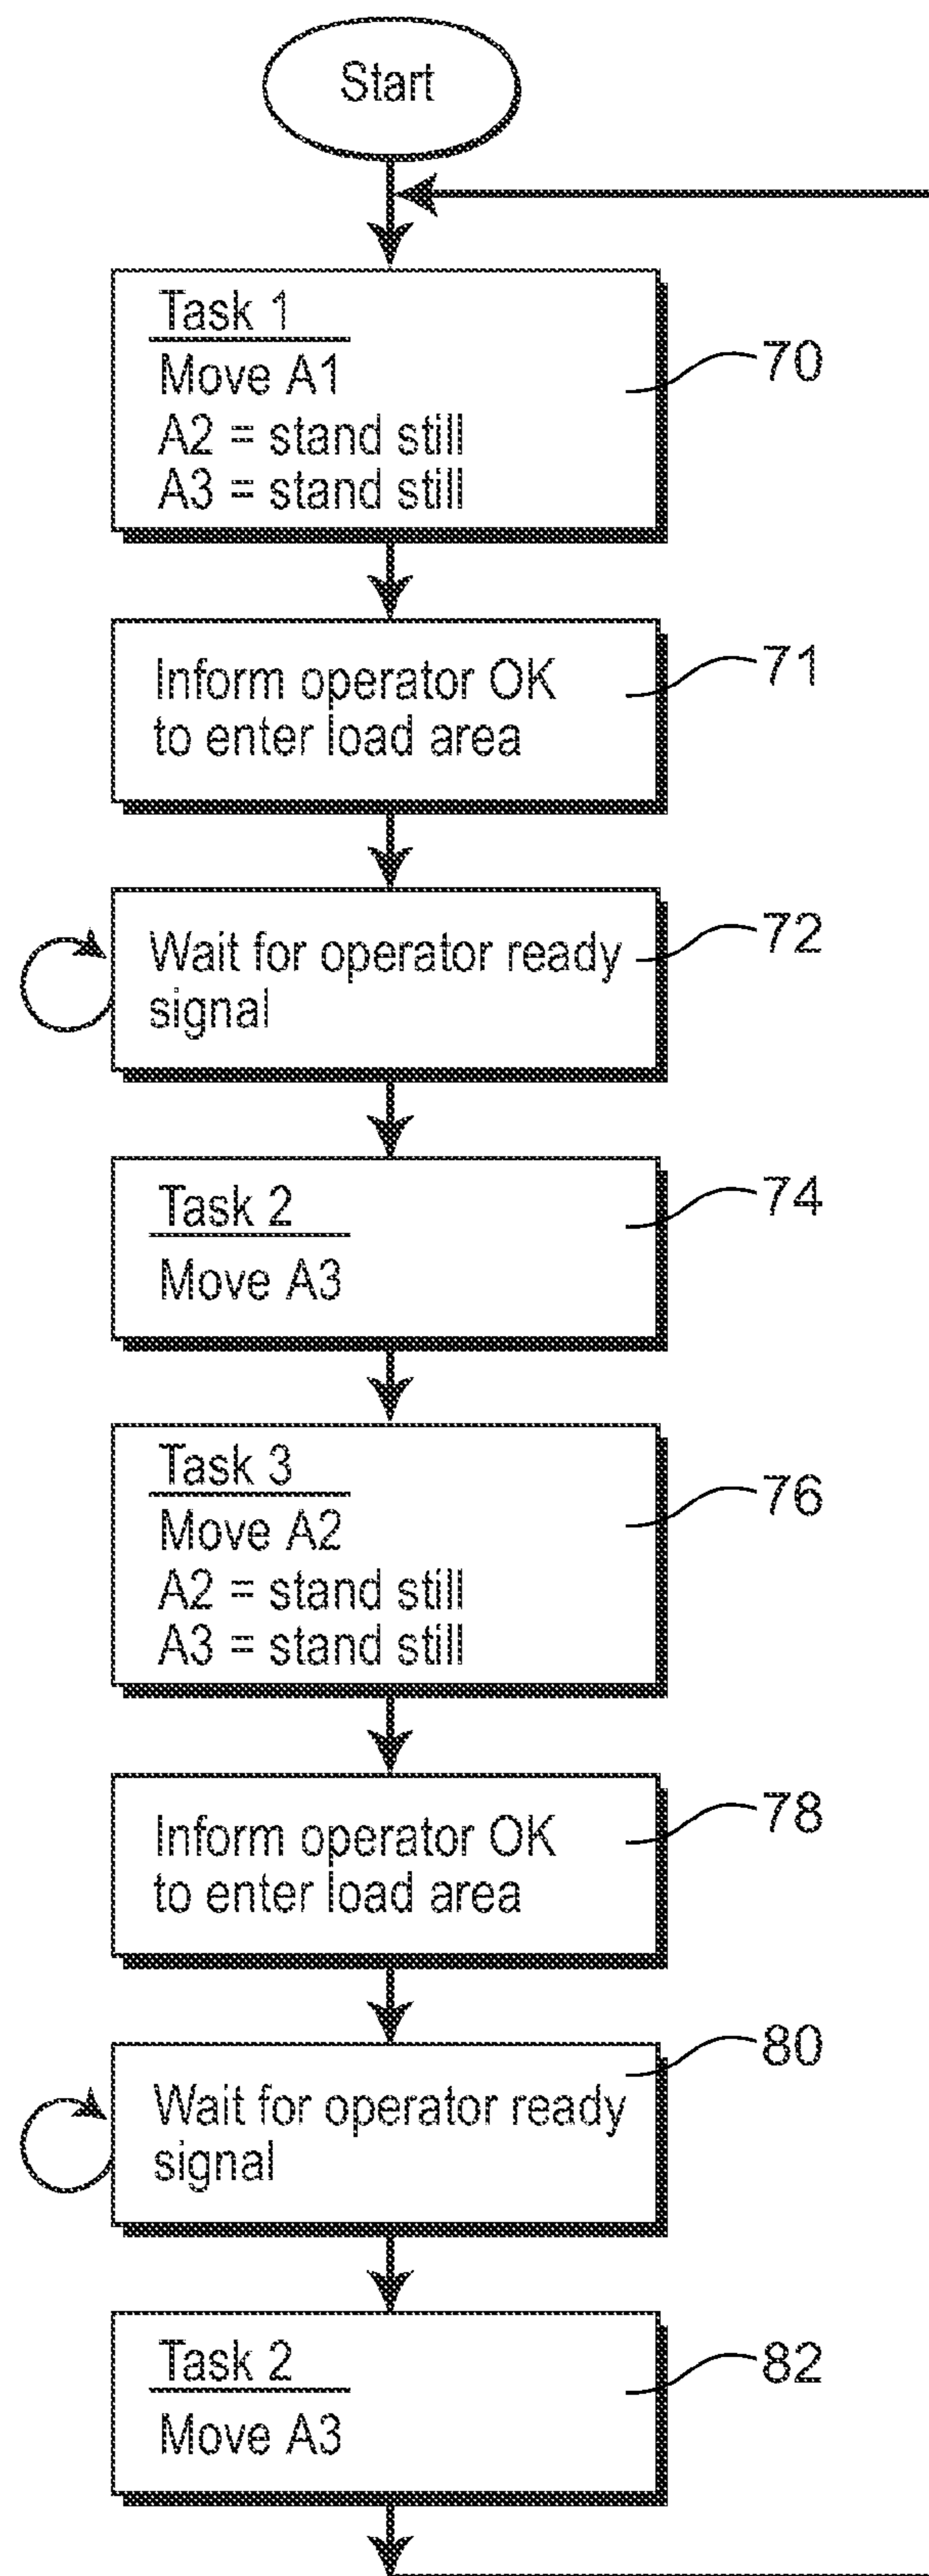 Start
Task 1
Move A1
A2 = stand still
A3 = stand still
70
Inform operator OK
to enter load area
71
Wait for operator ready
signal
72
Task 2
Move A3
74
Task 3
Move A2
A2 = stand still
A3 = stand still
76
Inform operator OK
to enter load area
78
Wait for operator ready
signal
80
Task 2
Move A3
82